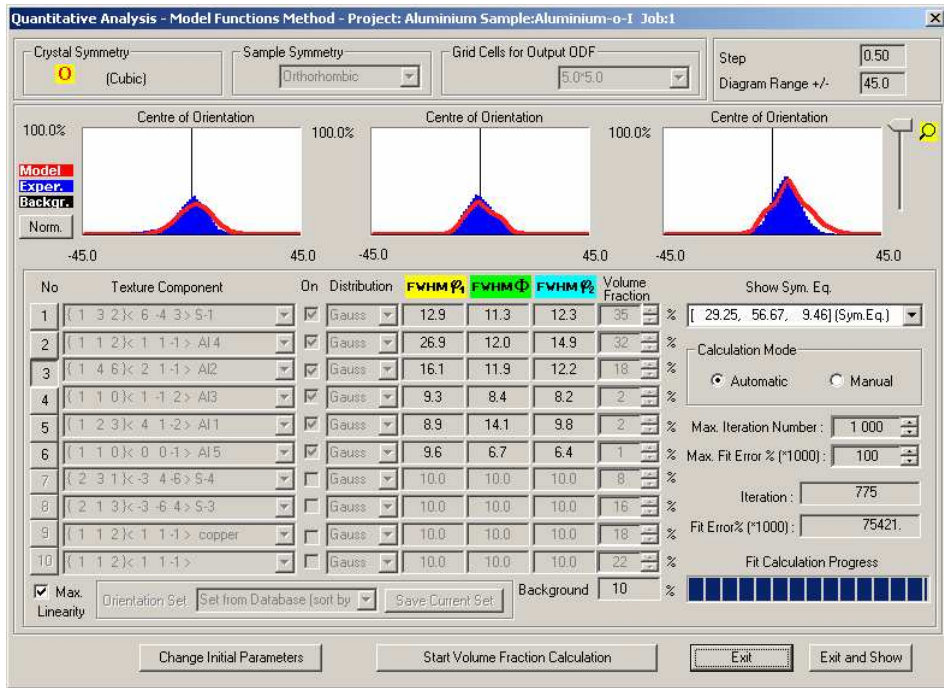 Quantitative Analysis - Model Functions Method - Project: Aluminium Sample:Aluminium-o-I Job:1
Crystal Symmetry
O (Cubic)
Sample Symmetry
Orthorhombic
Grid Cells for Output ODF
5.0*5.0
Step 0.50
Diagram Range +/- 45.0
Centre of Orientation Centre of Orientation Centre of Orientation
100.0% 100.0% 100.0%
Model
Exper.
Backgr.
Norm.
-45.0 45.0 -45.0 45.0 -45.0 45.0
No Texture Component On Distribution FWHM φ1 FWHM Φ FWHM φ2 Volume Fraction
1 { 1 3 2}< 6 -4 3> S-1 Gauss 12.9 11.3 12.3 35 %
2 { 1 1 2}< 1 1 -1> Al 4 Gauss 26.9 12.0 14.9 32 %
3 { 1 4 6}< 2 1 -1> Al2 Gauss 16.1 11.9 12.2 18 %
4 { 1 1 0}< 1 -1 2> Al3 Gauss 9.3 8.4 8.2 2 %
5 { 1 2 3}< 4 1 -2> Al 1 Gauss 8.9 14.1 9.8 2 %
6 { 1 1 0}< 0 0 -1> Al 5 Gauss 9.6 6.7 6.4 1 %
7 { 2 3 1}< -3 4 -6> S-4 Gauss 10.0 10.0 10.0 8 %
8 { 2 1 3}< -3 -6 4> S-3 Gauss 10.0 10.0 10.0 16 %
9 { 1 1 2}< 1 1 -1> copper Gauss 10.0 10.0 10.0 18 %
10 { 1 1 2}< 1 1 -1> Gauss 10.0 10.0 10.0 22 %
Show Sym. Eq.
[ 29.25, 56.67, 9.46] (Sym.Eq.)
Calculation Mode
Automatic Manual
Max. Iteration Number : 1 000
Max. Fit Error % (*1000) : 100
Iteration : 775
Fit Error% (*1000) : 75421.
Fit Calculation Progress
Max. Linearity
Orientation Set Set from Database (sort by Save Current Set
Background 10 %
Change Initial Parameters Start Volume Fraction Calculation Exit Exit and Show